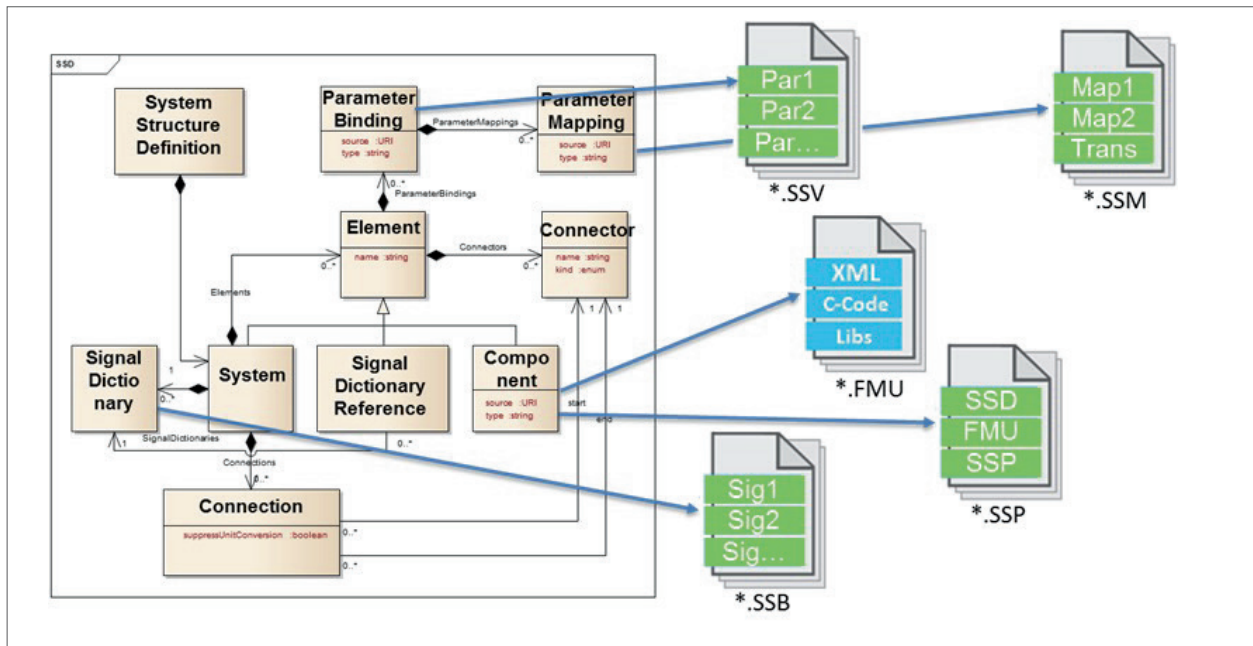 SSD
System
Structure
Definition
Parameter
Binding
source :URI
type :string
ParameterMappings
0..*
Parameter
Mapping
source :URI
type :string
0..*
ParameterBindings
Element
name :string
0..*
Connectors
0..*
Connector
name :string
kind :enum
1
1
Elements
Signal
Dictio
nary
1
0..*
System
Signal
Dictionary
Reference
Compo
nent
source :URI
type :string
start
end
SignalDictionaries
1
0..*
Connections
0..*
Connection
suppressUnitConversion :boolean
0..*
0..*
Par1
Par2
Par...
*.SSV
Map1
Map2
Trans
*.SSM
XML
C-Code
Libs
*.FMU
SSD
FMU
SSP
*.SSP
Sig1
Sig2
Sig...
*.SSB